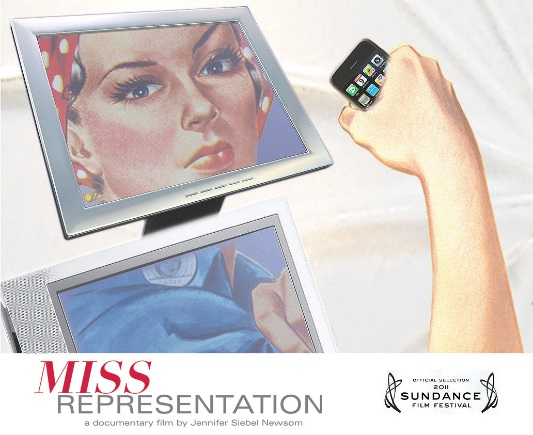 MISS
REPRESENTATION
a documentary film by Jennifer Siebel Newsom
OFFICIAL SELECTION
2011
SUNDANCE
FILM FESTIVAL